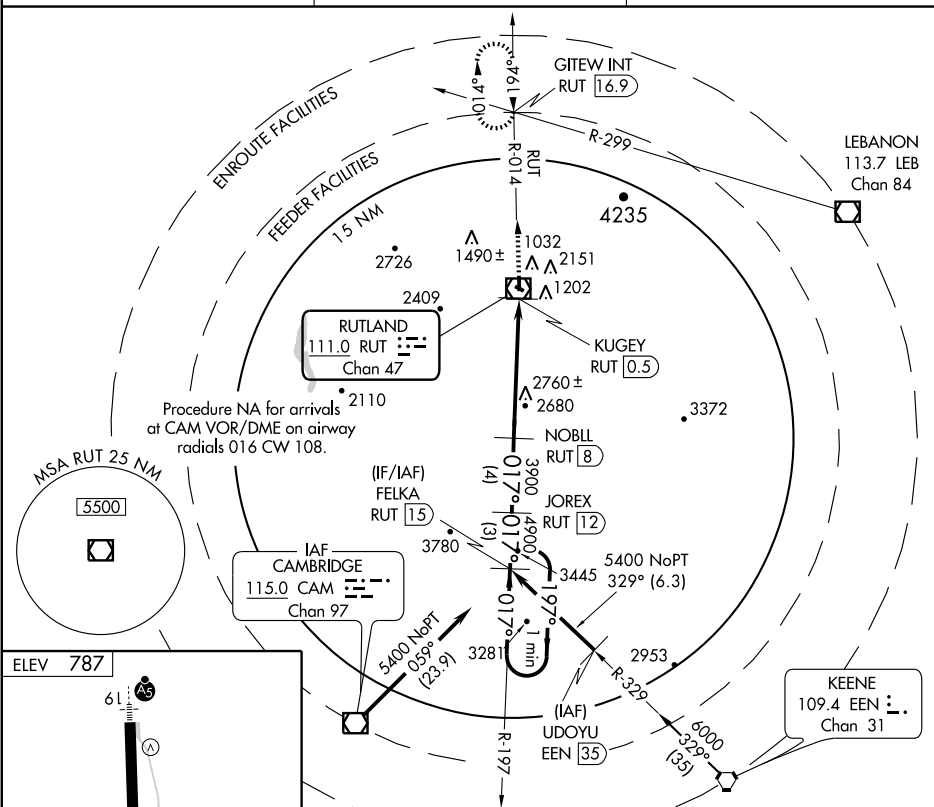 GITEW INT
RUT 16.9
014°
194°
ENROUTE FACILITIES
FEEDER FACILITIES
RUT
R-014
R-299
LEBANON
113.7 LEB
Chan 84
15 NM
4235
2726
1490 ±
1032
2151
1202
2409
RUTLAND
111.0 RUT
Chan 47
KUGEY
RUT 0.5
2110
2760 ±
2680
3372
Procedure NA for arrivals
at CAM VOR/DME on airway
radials 016 CW 108.
NOBLL
RUT 8
3900
017°
(4)
MSA RUT 25 NM
5500
(IF/IAF)
FELKA
RUT 15
JOREX
RUT 12
4900
017°
(3)
3780
3445
5400 NoPT
329° (6.3)
IAF
CAMBRIDGE
115.0 CAM
Chan 97
5400 NoPT
059°
(23.9)
017°
197°
1 min
3281
2953
R-329
(IAF)
UDOYU
EEN 35
R-197
6000
329°
(35)
KEENE
109.4 EEN
Chan 31
ELEV 787
19
A5